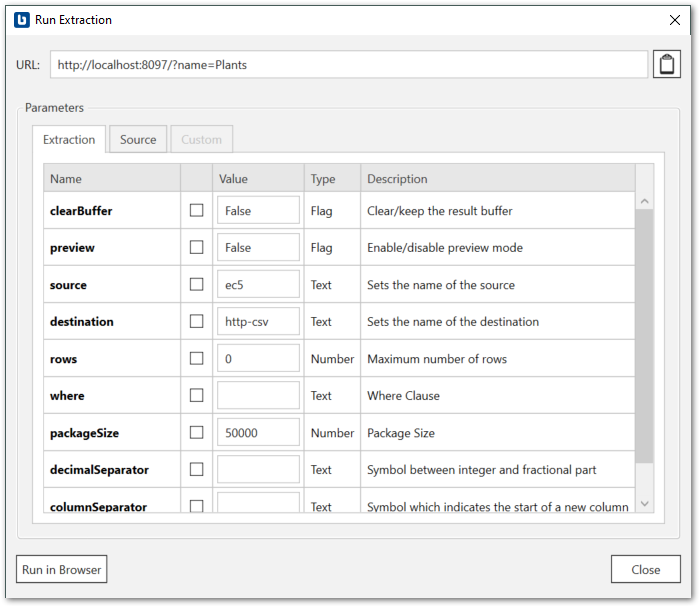 b Run Extraction
URL: http://localhost:8097/?name=Plants
Parameters
Extraction Source Custom
Name Value Type Description
clearBuffer False Flag Clear/keep the result buffer
preview False Flag Enable/disable preview mode
source ec5 Text Sets the name of the source
destination http-csv Text Sets the name of the destination
rows 0 Number Maximum number of rows
where Text Where Clause
packageSize 50000 Number Package Size
decimalSeparator Text Symbol between integer and fractional part
columnSeparator Text Symbol which indicates the start of a new column
Run in Browser Close